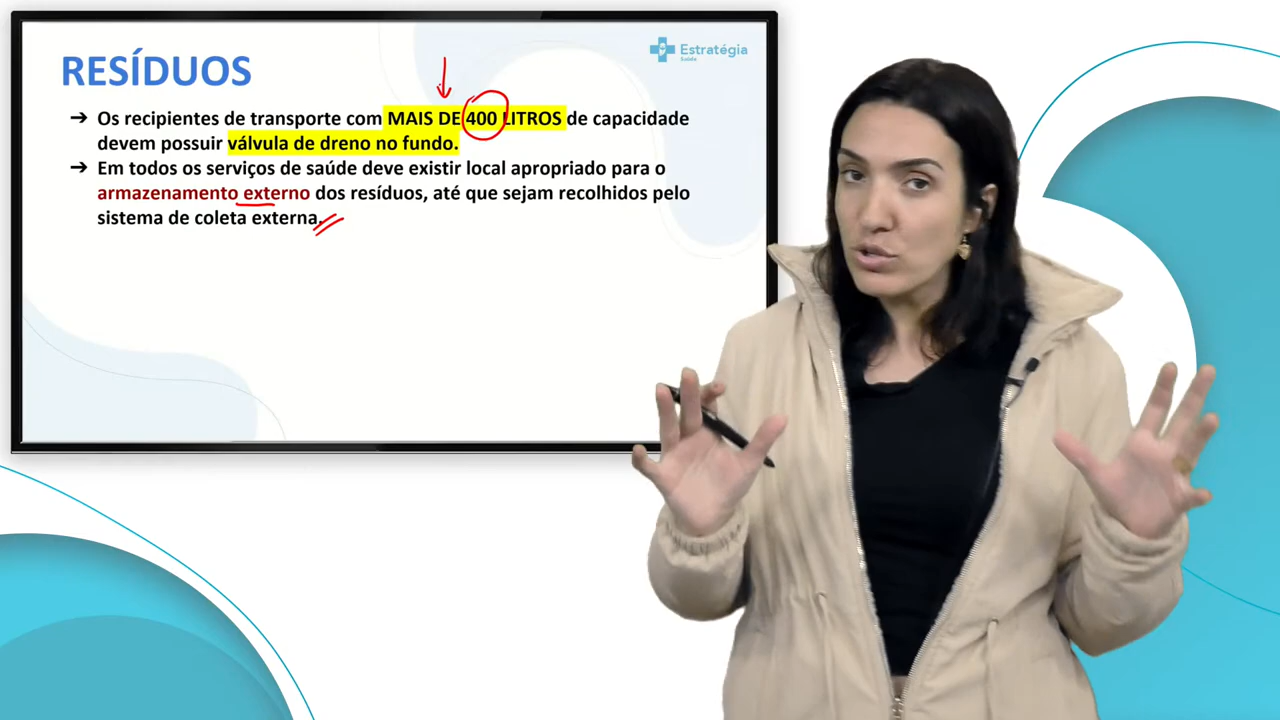 RESÍDUOS
Estratégia
Saúde
➔ Os recipientes de transporte com MAIS DE 400 LITROS de capacidade
devem possuir válvula de dreno no fundo.
➔ Em todos os serviços de saúde deve existir local apropriado para o
armazenamento externo dos resíduos, até que sejam recolhidos pelo
sistema de coleta externa.